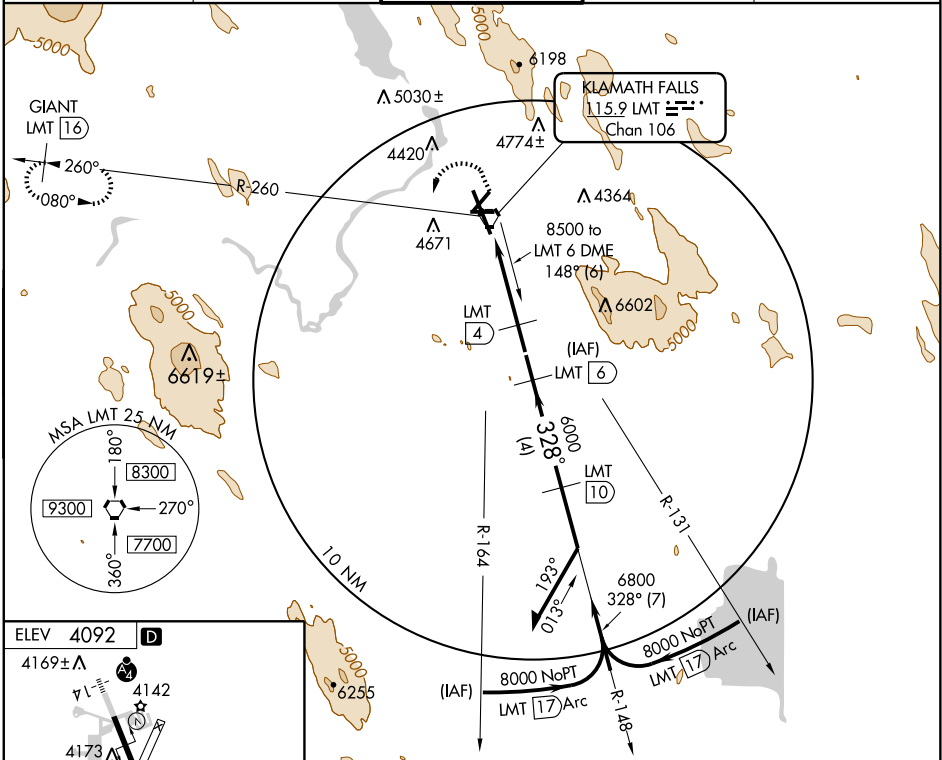 5000
5000
6198
KLAMATH FALLS
115.9 LMT
Chan 106
GIANT
LMT 16
5030±
4774±
4420
260°
080°
R-260
4364
4671
8500 to
LMT 6 DME
148° (6)
5000
6602
5000
LMT
4
(IAF)
LMT 6
6619±
6000
328°
(4)
MSA LMT 25 NM
180°
8300
9300
270°
7700
360°
LMT
10
R-164
R-131
10 NM
193°
013°
6800
328° (7)
8000 NoPT
(IAF)
LMT 17 Arc
(IAF)
8000 NoPT
LMT 17 Arc
R-148
5000
6255
ELEV 4092 D
4169±
A4
14
4142
N
4173